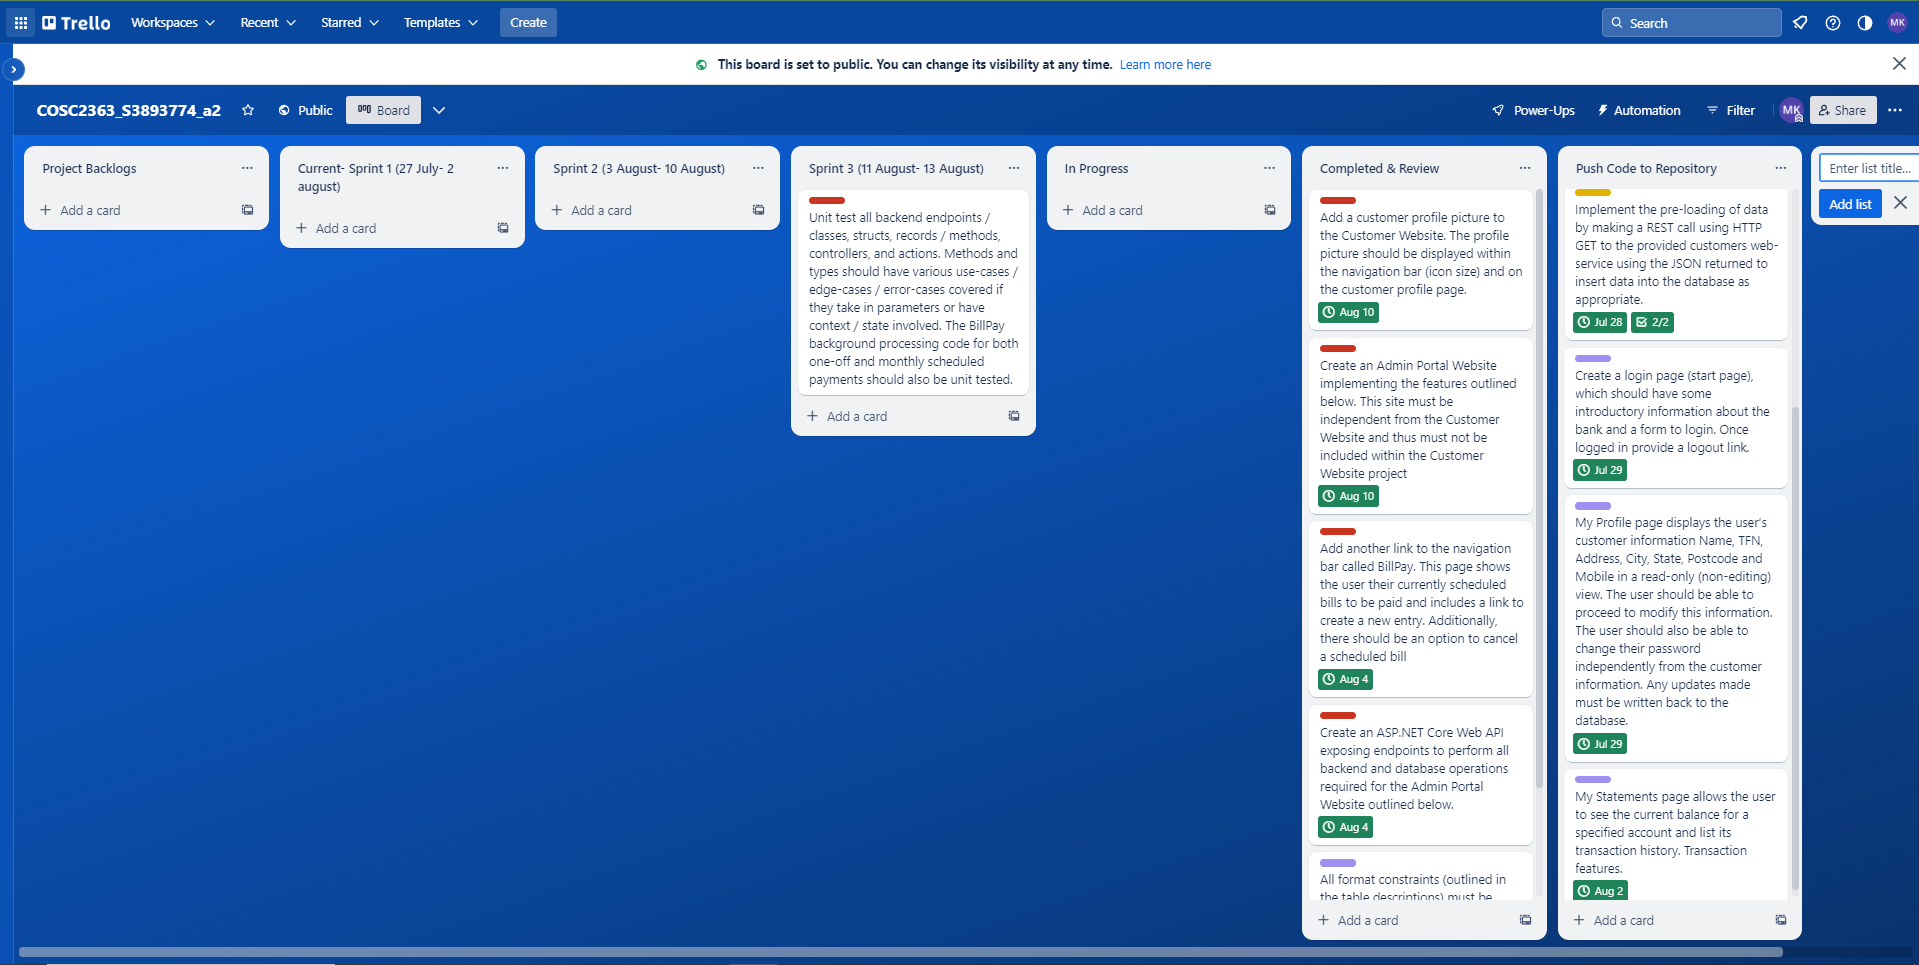 Trello
Workspaces
Recent
Starred
Templates
Create
Search
MK
This board is set to public. You can change its visibility at any time. Learn more here
COSC2363_S3893774_a2
Public
Board
Power-Ups
Automation
Filter
MK
Share
Project Backlogs
Add a card
Current- Sprint 1 (27 July- 2
august)
Add a card
Sprint 2 (3 August- 10 August)
Add a card
Sprint 3 (11 August- 13 August)
Unit test all backend endpoints /
classes, structs, records / methods,
controllers, and actions. Methods and
types should have various use-cases /
edge-cases / error-cases covered if
they take in parameters or have
context / state involved. The BillPay
background processing code for both
one-off and monthly scheduled
payments should also be unit tested.
Add a card
In Progress
Add a card
Completed & Review
Add a customer profile picture to
the Customer Website. The profile
picture should be displayed within
the navigation bar (icon size) and on
the customer profile page.
Aug 10
Create an Admin Portal Website
implementing the features outlined
below. This site must be
independent from the Customer
Website and thus must not be
included within the Customer
Website project
Aug 10
Add another link to the navigation
bar called BillPay. This page shows
the user their currently scheduled
bills to be paid and includes a link to
create a new entry. Additionally,
there should be an option to cancel
a scheduled bill
Aug 4
Create an ASP.NET Core Web API
exposing endpoints to perform all
backend and database operations
required for the Admin Portal
Website outlined below.
Aug 4
All format constraints (outlined in
the table descriptions) must be
Add a card
Push Code to Repository
Implement the pre-loading of data
by making a REST call using HTTP
GET to the provided customers web-
service using the JSON returned to
insert data into the database as
appropriate.
Jul 28
2/2
Create a login page (start page),
which should have some
introductory information about the
bank and a form to login. Once
logged in provide a logout link.
Jul 29
My Profile page displays the user's
customer information Name, TFN,
Address, City, State, Postcode and
Mobile in a read-only (non-editing)
view. The user should be able to
proceed to modify this information.
The user should also be able to
change their password
independently from the customer
information. Any updates made
must be written back to the
database.
Jul 29
My Statements page allows the user
to see the current balance for a
specified account and list its
transaction history. Transaction
features.
Aug 2
Add a card
Enter list title...
Add list